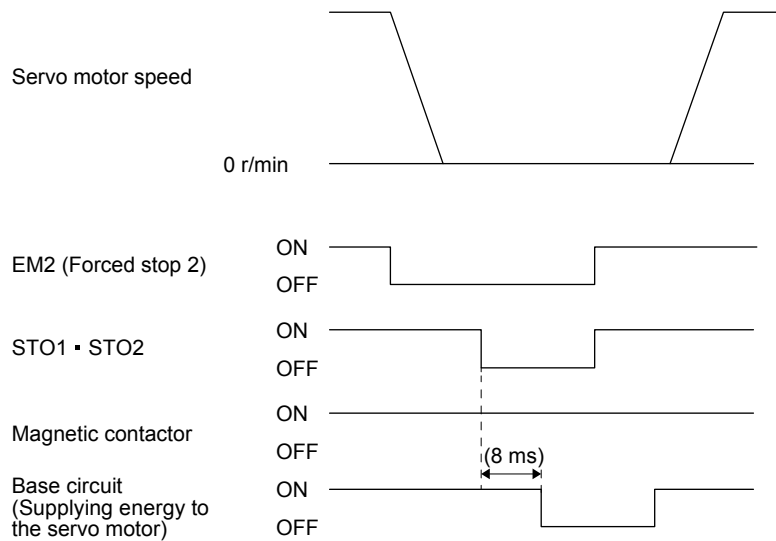 Servo motor speed
0 r/min
EM2 (Forced stop 2)
ON
OFF
STO1 ▪ STO2
ON
OFF
Magnetic contactor
ON
OFF
(8 ms)
Base circuit
(Supplying energy to
the servo motor)
ON
OFF